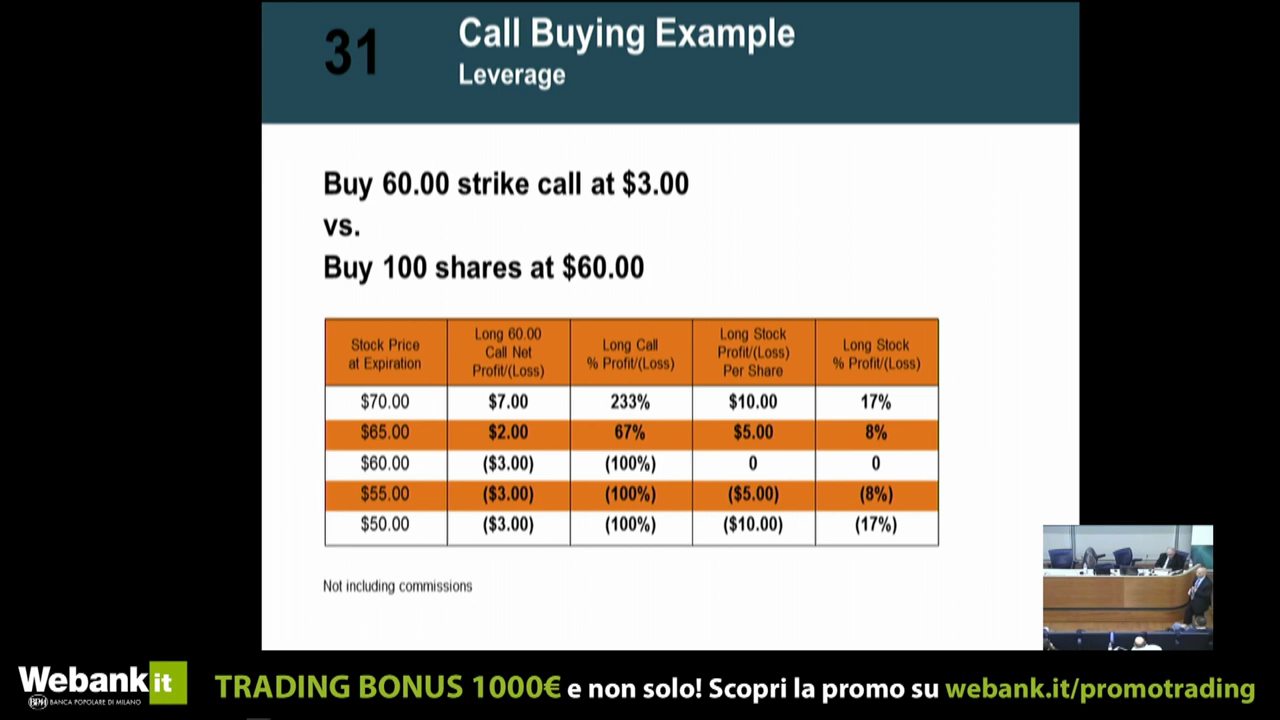 31
Call Buying Example
Leverage
Buy 60.00 strike call at $3.00
vs.
Buy 100 shares at $60.00
Stock Price
at Expiration
Long 60.00
Call Net
Profit/(Loss)
Long Call
% Profit/(Loss)
Long Stock
Profit/(Loss)
Per Share
Long Stock
% Profit/(Loss)
$70.00 $7.00 233% $10.00 17%
$65.00 $2.00 67% $5.00 8%
$60.00 ($3.00) (100%) 0 0
$55.00 ($3.00) (100%) ($5.00) (8%)
$50.00 ($3.00) (100%) ($10.00) (17%)
Not including commissions
Webank it
BPM BANCA POPOLARE DI MILANO
TRADING BONUS 1000€ e non solo! Scopri la promo su webank.it/promotrading